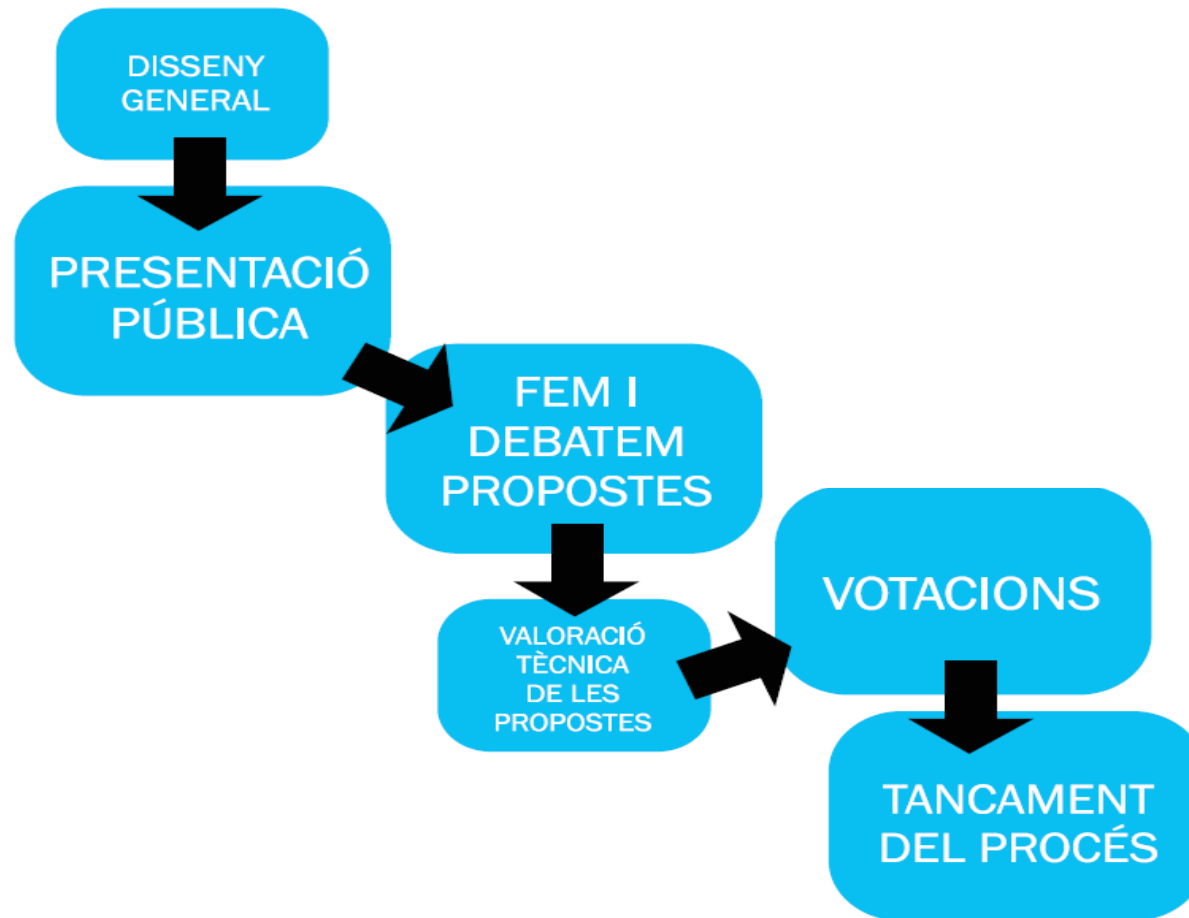 DISSENY
GENERAL
PRESENTACIÓ
PÚBLICA
FEM I
DEBATEM
PROPOSTES
VALORACIÓ
TÈCNICA
DE LES
PROPOSTES
VOTACIONS
TANCAMENT
DEL PROCÉS